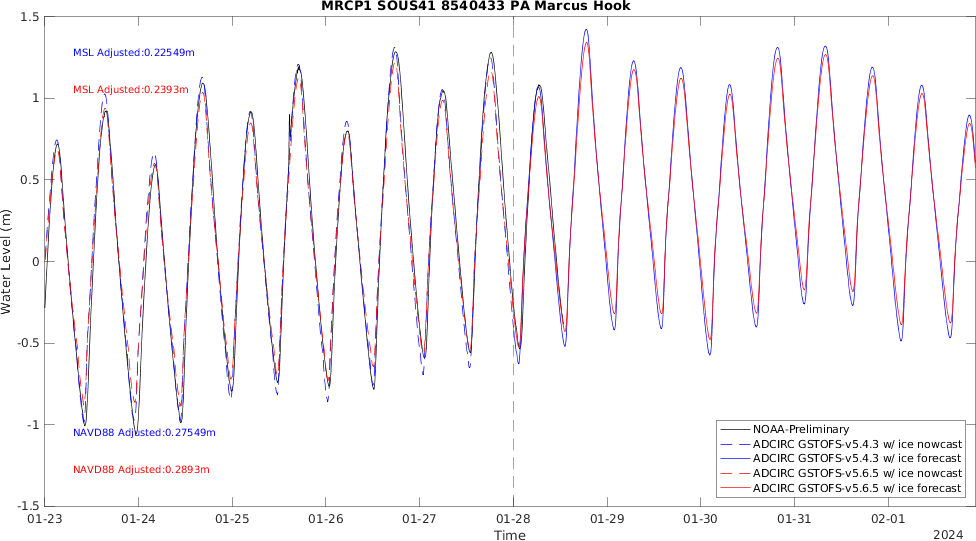 MRCP1 SOUS41 8540433 PA Marcus Hook
1.5
MSL Adjusted:0.22549m
MSL Adjusted:0.2393m
1
0.5
Water Level (m)
0
-0.5
-1
NAVD88 Adjusted:0.27549m
NAVD88 Adjusted:0.2893m
-1.5
NOAA-Preliminary
ADCIRC GSTOFS-v5.4.3 w/ ice nowcast
ADCIRC GSTOFS-v5.4.3 w/ ice forecast
ADCIRC GSTOFS-v5.6.5 w/ ice nowcast
ADCIRC GSTOFS-v5.6.5 w/ ice forecast
01-23 01-24 01-25 01-26 01-27 01-28 01-29 01-30 01-31 02-01
Time 2024